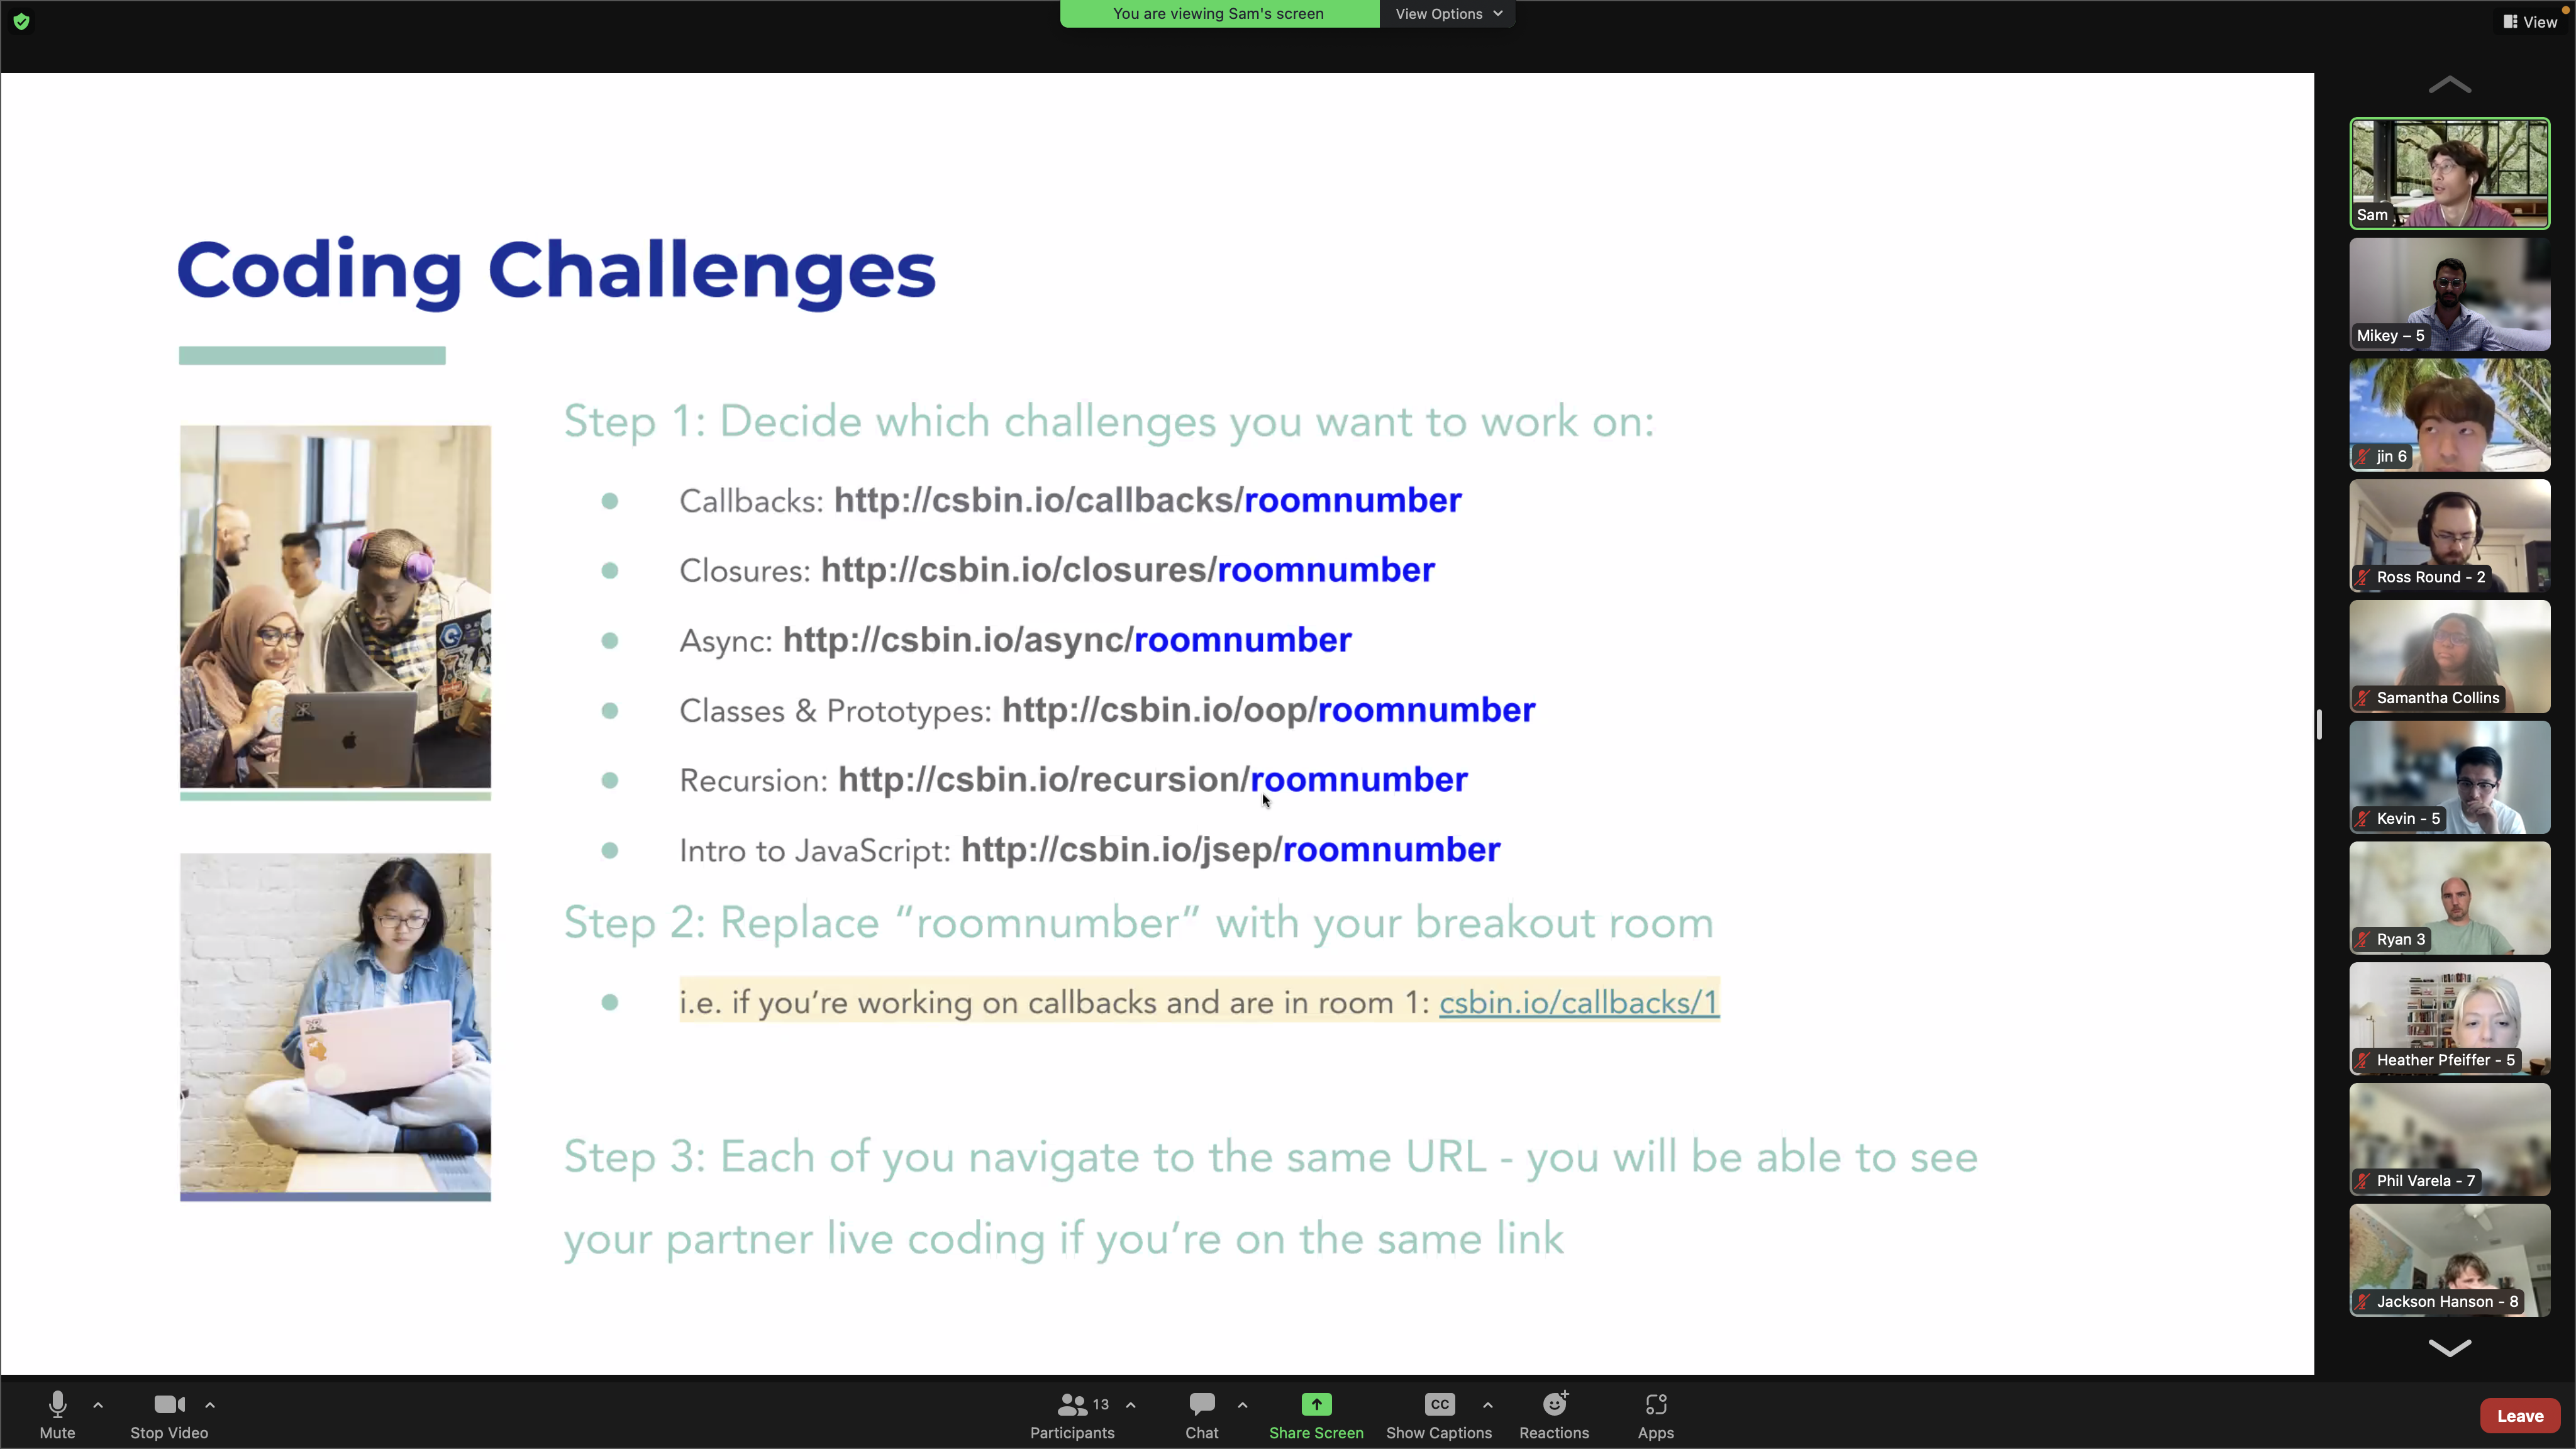 You are viewing Sam's screen
View Options
View
Coding Challenges
Step 1: Decide which challenges you want to work on:
Callbacks: http://csbin.io/callbacks/roomnumber
Closures: http://csbin.io/closures/roomnumber
Async: http://csbin.io/async/roomnumber
Classes & Prototypes: http://csbin.io/oop/roomnumber
Recursion: http://csbin.io/recursion/roomnumber
Intro to JavaScript: http://csbin.io/jsep/roomnumber
Step 2: Replace “roomnumber” with your breakout room
i.e. if you’re working on callbacks and are in room 1: csbin.io/callbacks/1
Step 3: Each of you navigate to the same URL - you will be able to see
your partner live coding if you’re on the same link
Sam
Mikey – 5
jin 6
Ross Round - 2
Samantha Collins
Kevin - 5
Ryan 3
Heather Pfeiffer - 5
Phil Varela - 7
Jackson Hanson - 8
Mute
Stop Video
13
Participants
Chat
Share Screen
CC
Show Captions
Reactions
Apps
Leave